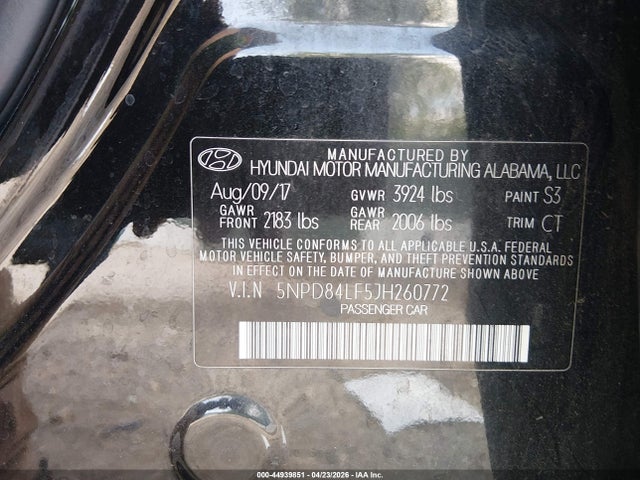 MANUFACTURED BY
HYUNDAI MOTOR MANUFACTURING ALABAMA, LLC
Aug/09/17 GVWR 3924 lbs PAINT S3
GAWR FRONT 2183 lbs GAWR REAR 2006 lbs TRIM CT
THIS VEHICLE CONFORMS TO ALL APPLICABLE U.S.A. FEDERAL
MOTOR VEHICLE SAFETY, BUMPER, AND THEFT PREVENTION STANDARDS
IN EFFECT ON THE DATE OF MANUFACTURE SHOWN ABOVE
V.I.N 5NPD84LF5JH260772
PASSENGER CAR
000-44939851 - 04/23/2026 - IAA Inc.